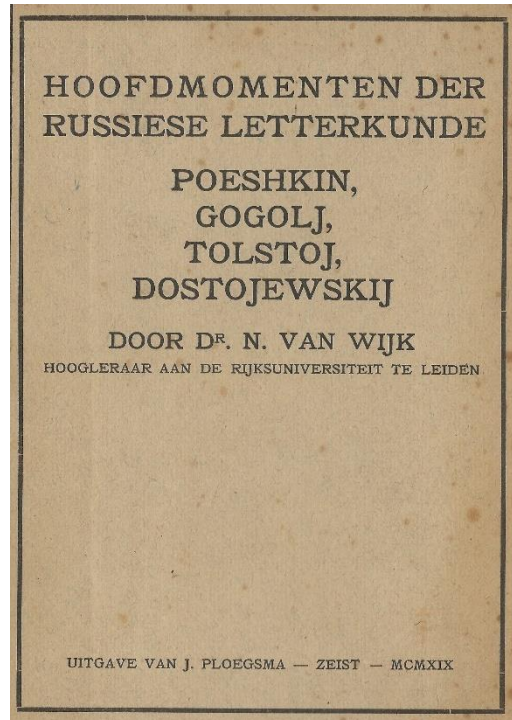 HOOFDMOMENTEN DER
RUSSIESE LETTERKUNDE
POESHKIN,
GOGOLJ,
TOLSTOJ,
DOSTOJEWSKIJ
DOOR Dᴿ. N. VAN WIJK
HOOGLERAAR AAN DE RIJKSUNIVERSITEIT TE LEIDEN
UITGAVE VAN J. PLOEGSMA — ZEIST — MCMXIX